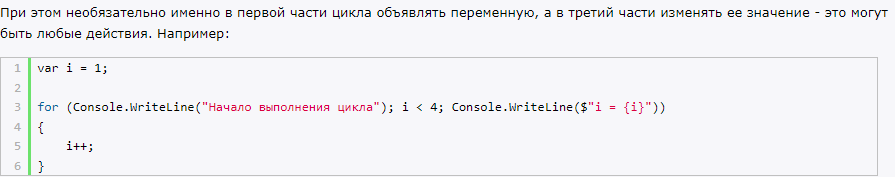 При этом необязательно именно в первой части цикла объявлять переменную, а в третий части изменять ее значение - это могут
быть любые действия. Например:
1 var i = 1;
2
3 for (Console.WriteLine("Начало выполнения цикла"); i < 4; Console.WriteLine($"i = {i}"))
4 {
5     i++;
6 }